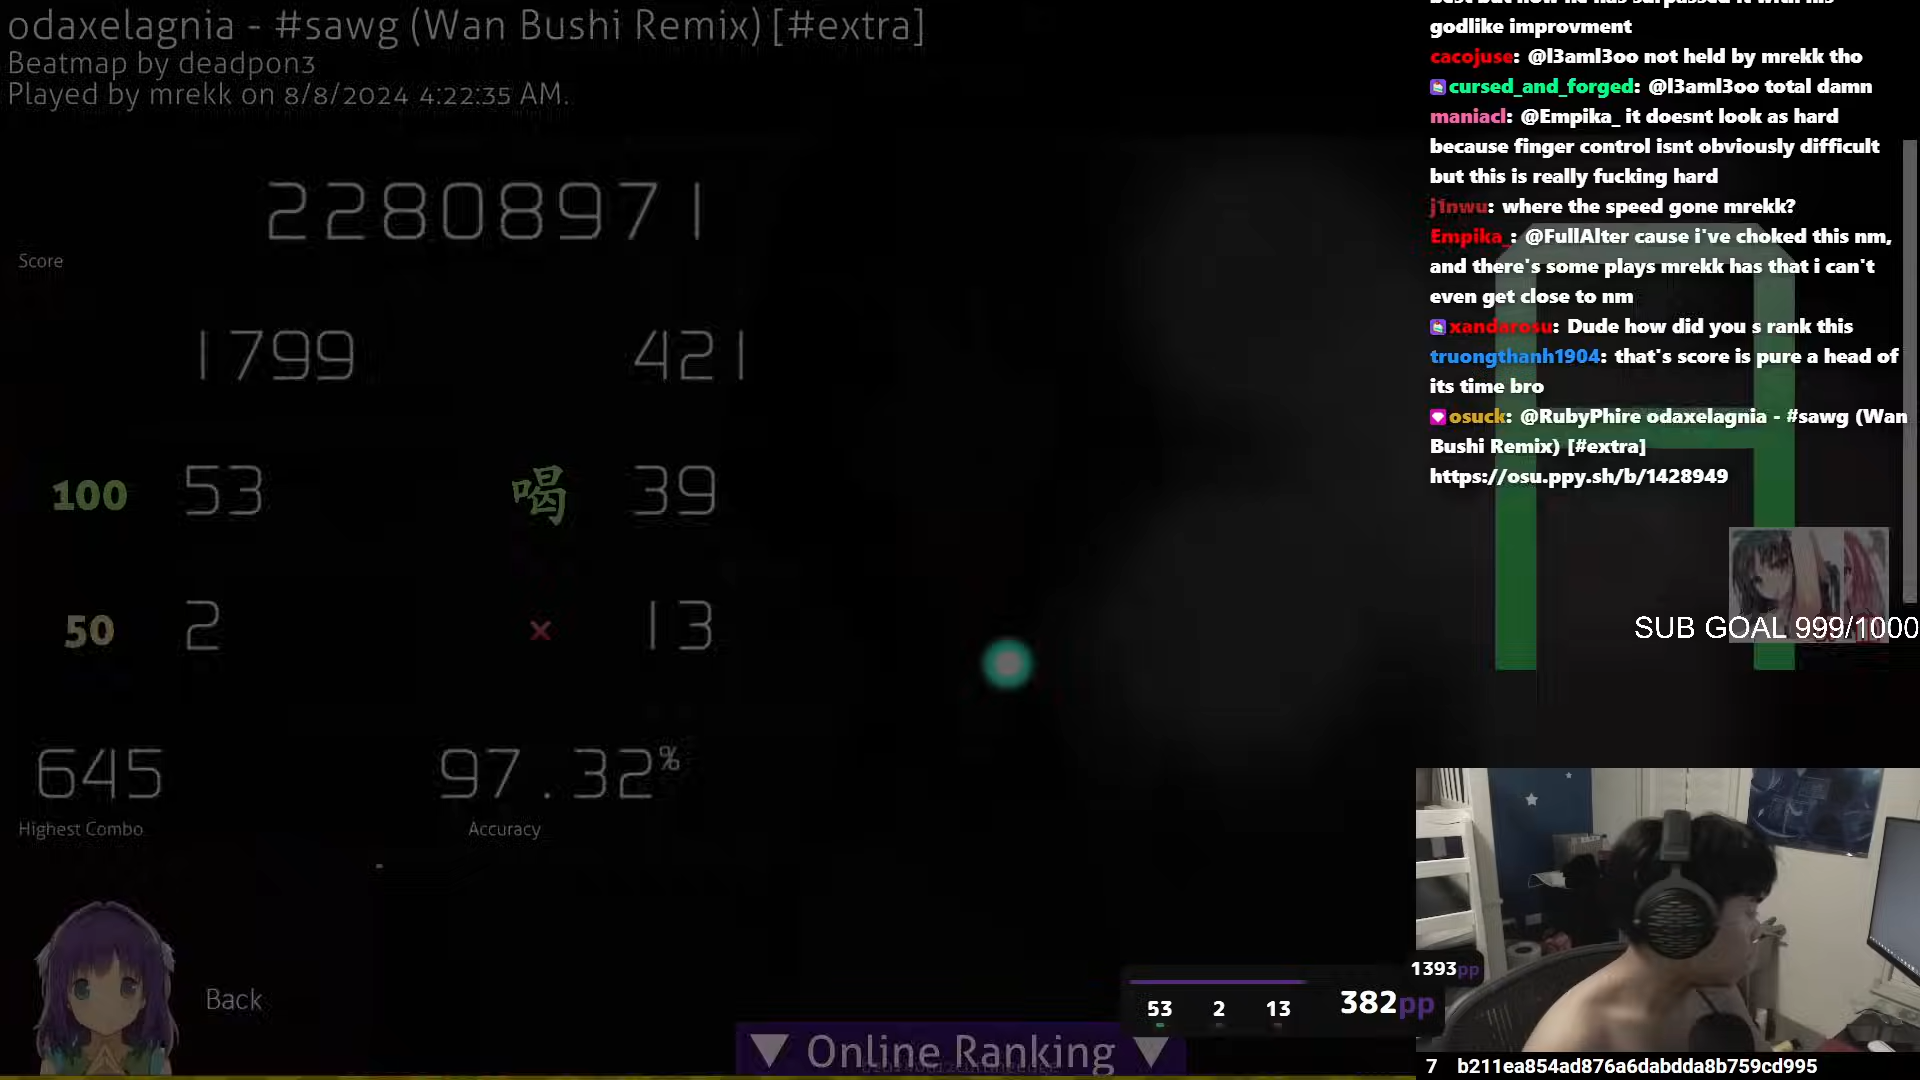 odaxelagnia - #sawg (Wan Bushi Remix) [#extra]
Beatmap by deadpon3
Played by mrekk on 8/8/2024 4:22:35 AM.
22808971
Score
1799 421
100 53 喝 39
50 2 × 13
645 97.32%
Highest Combo Accuracy
Back
▼ Online Ranking ▼
53 2 13 382pp
1393pp
godlike improvment
cacojuse: @l3aml3oo not held by mrekk tho
cursed_and_forged: @l3aml3oo total damn
maniacl: @Empika_ it doesnt look as hard
because finger control isnt obviously difficult
but this is really fucking hard
j1nwu: where the speed gone mrekk?
Empika_: @FullAlter cause i've choked this nm,
and there's some plays mrekk has that i can't
even get close to nm
xandarosu: Dude how did you s rank this
truongthanh1904: that's score is pure a head of
its time bro
osuck: @RubyPhire odaxelagnia - #sawg (Wan
Bushi Remix) [#extra]
https://osu.ppy.sh/b/1428949
SUB GOAL 999/1000
7 b211ea854ad876a6dabdda8b759cd995